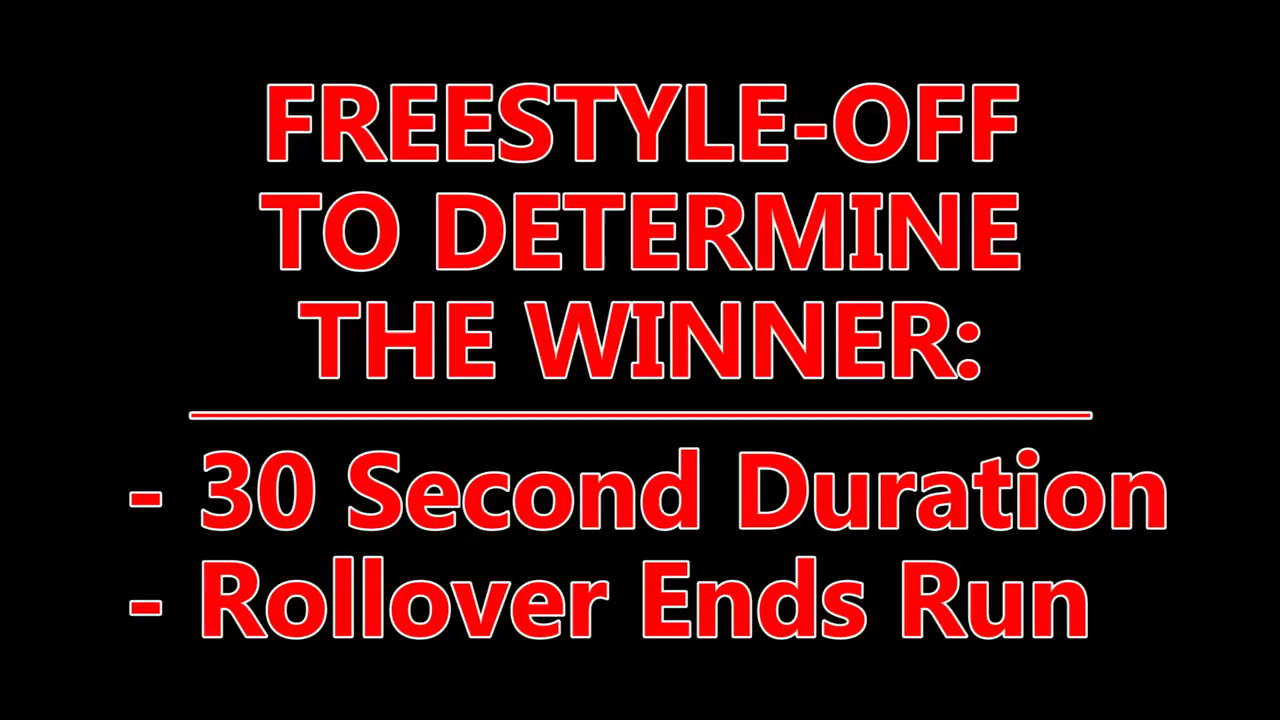 FREESTYLE-OFF
TO DETERMINE
THE WINNER:
- 30 Second Duration
- Rollover Ends Run